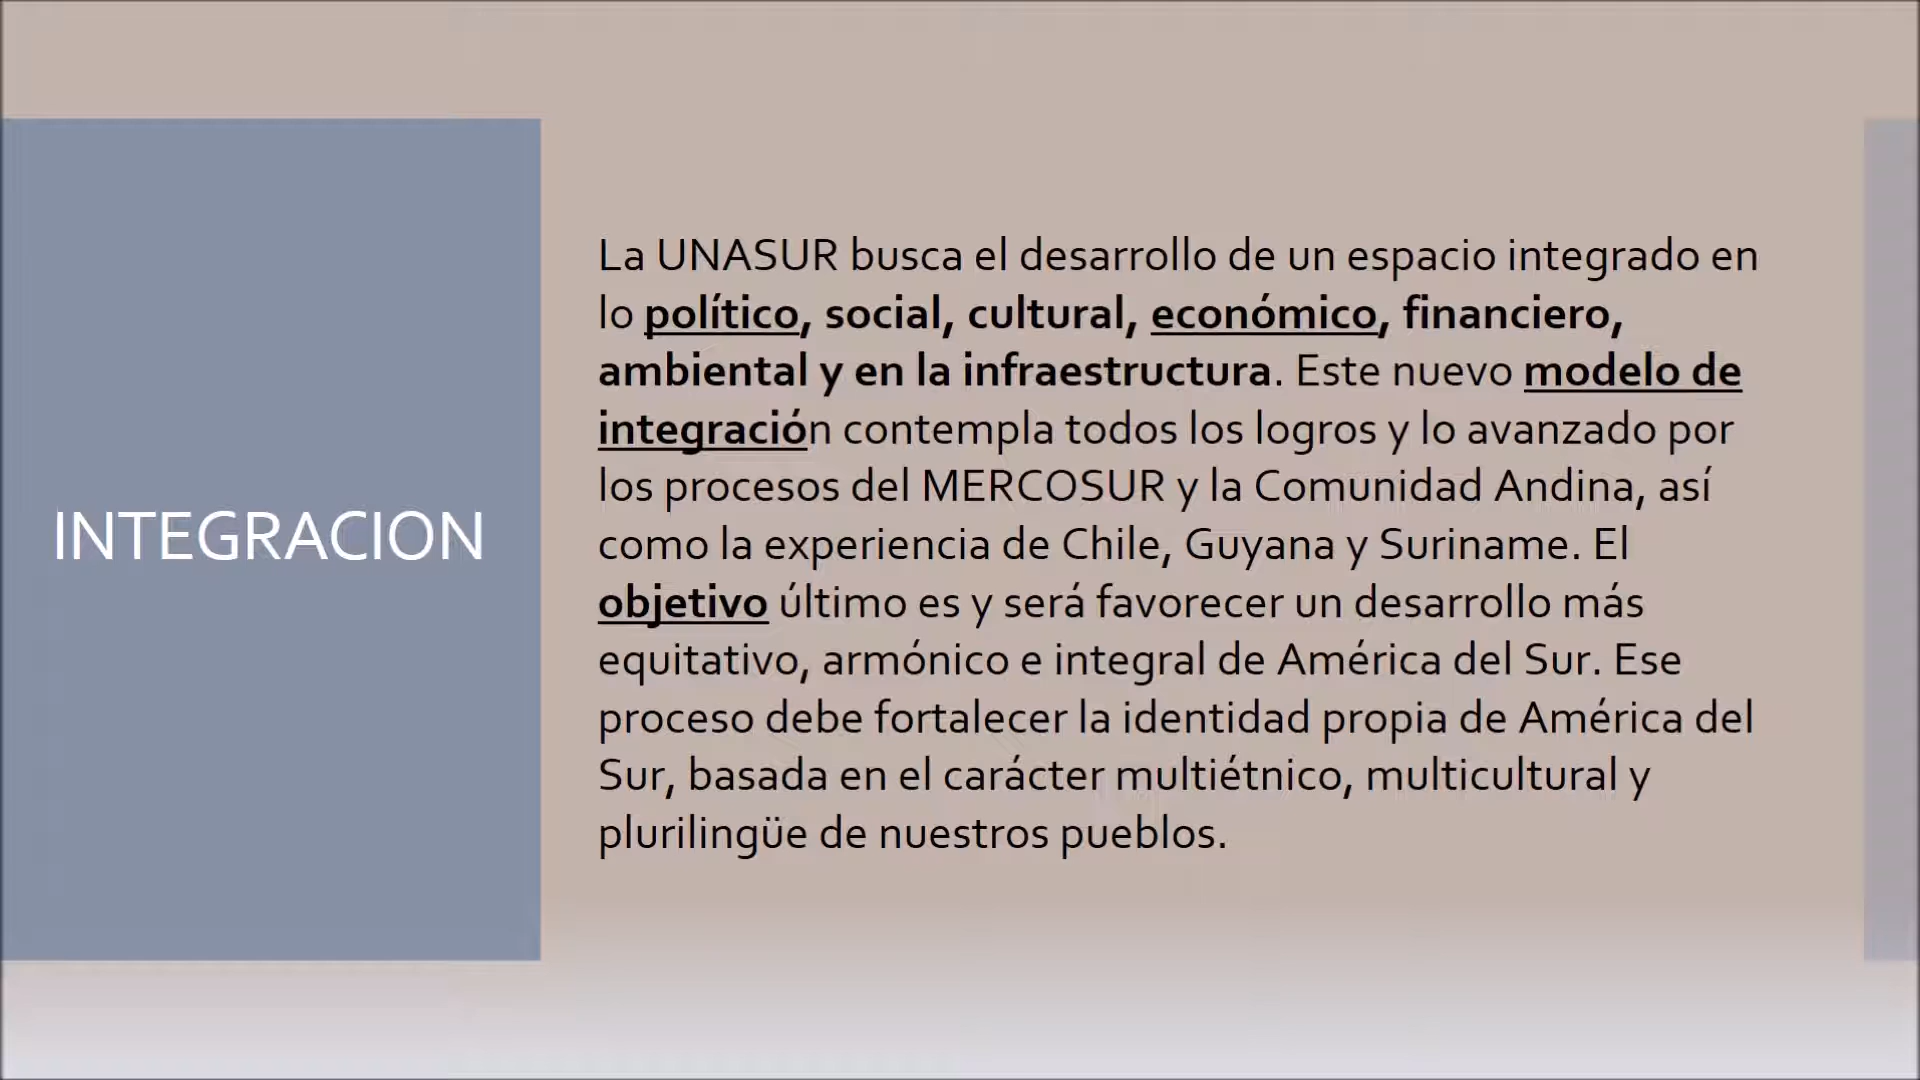 INTEGRACION
La UNASUR busca el desarrollo de un espacio integrado en
lo político, social, cultural, económico, financiero,
ambiental y en la infraestructura. Este nuevo modelo de
integración contempla todos los logros y lo avanzado por
los procesos del MERCOSUR y la Comunidad Andina, así
como la experiencia de Chile, Guyana y Suriname. El
objetivo último es y será favorecer un desarrollo más
equitativo, armónico e integral de América del Sur. Ese
proceso debe fortalecer la identidad propia de América del
Sur, basada en el carácter multiétnico, multicultural y
plurilingüe de nuestros pueblos.